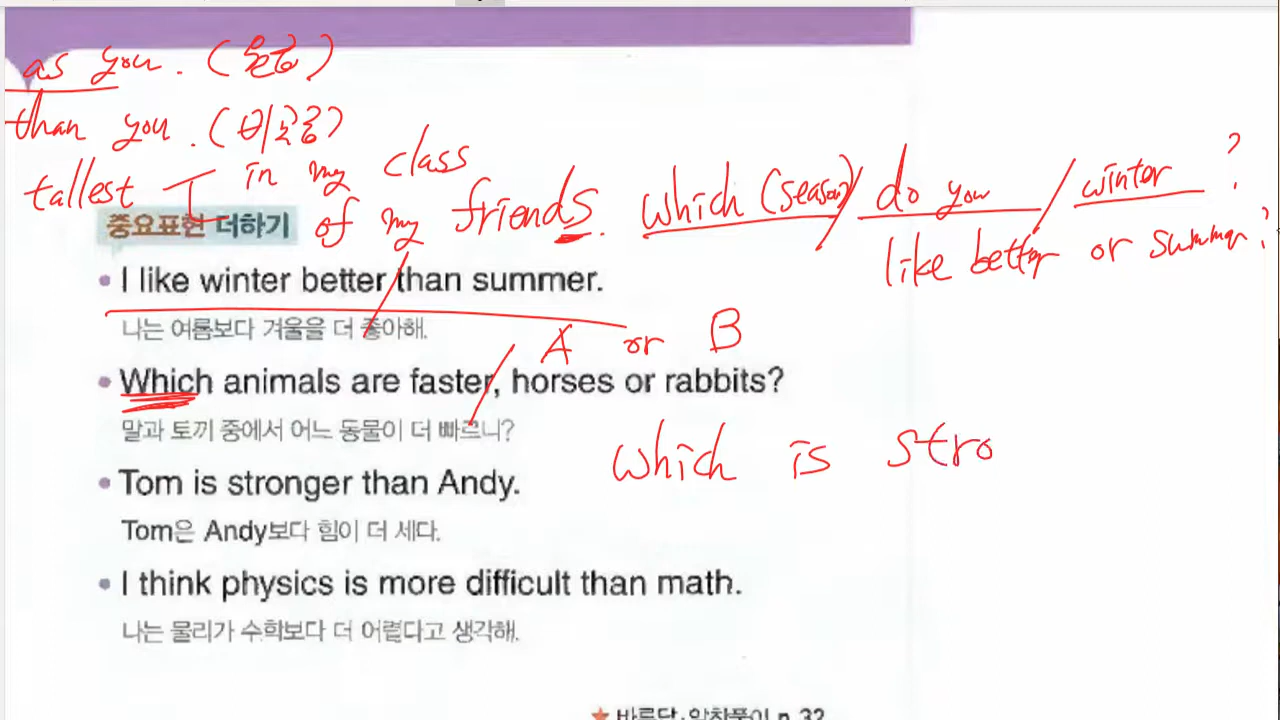 as you. (동급)
than you. (비교급)
tallest in my class
of my friends.
which (season) / do you / winter ?
like better or summer?
중요표현 더하기
• I like winter better than summer.
나는 여름보다 겨울을 더 좋아해.
A or B
• Which animals are faster, horses or rabbits?
말과 토끼 중에서 어느 동물이 더 빠르니?
which is stro
• Tom is stronger than Andy.
Tom은 Andy보다 힘이 더 세다.
• I think physics is more difficult than math.
나는 물리가 수학보다 더 어렵다고 생각해.